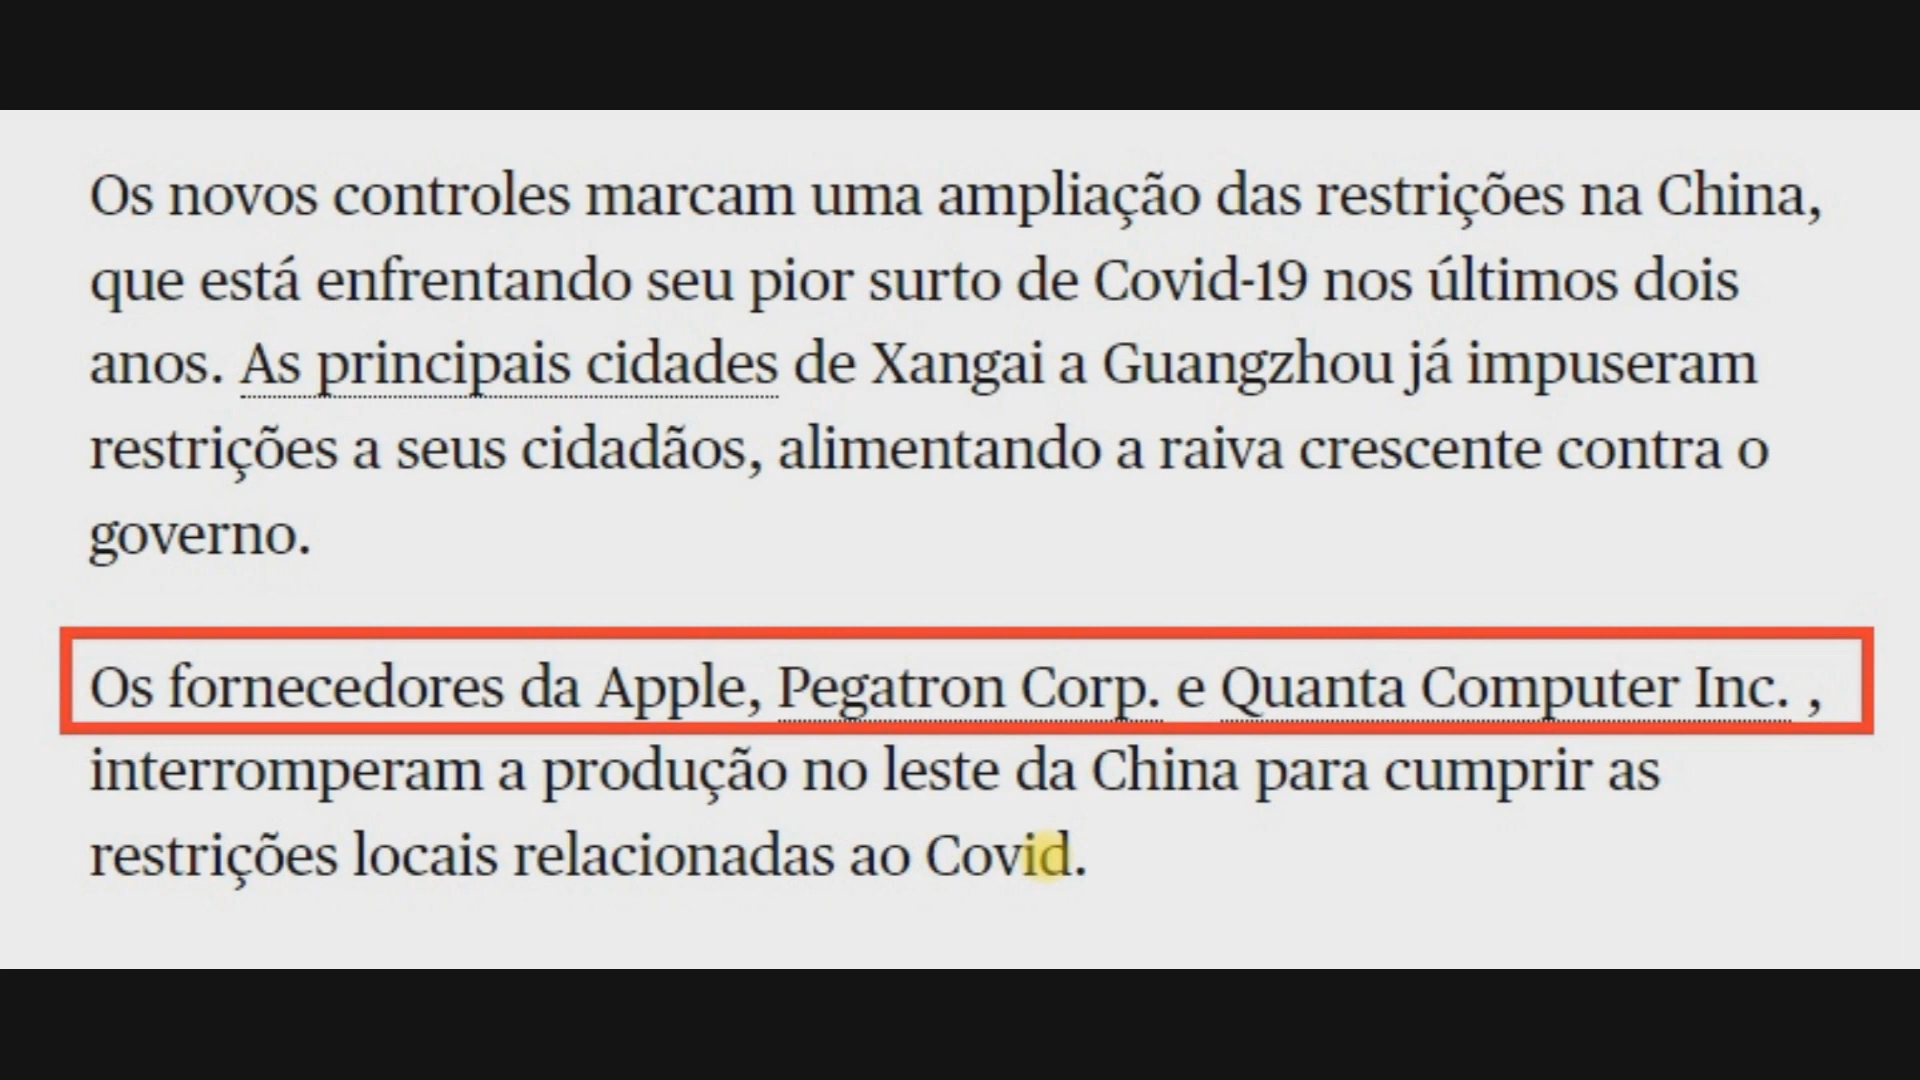 Os novos controles marcam uma ampliação das restrições na China,
que está enfrentando seu pior surto de Covid-19 nos últimos dois
anos. As principais cidades de Xangai a Guangzhou já impuseram
restrições a seus cidadãos, alimentando a raiva crescente contra o
governo.
Os fornecedores da Apple, Pegatron Corp. e Quanta Computer Inc. ,
interromperam a produção no leste da China para cumprir as
restrições locais relacionadas ao Covid.